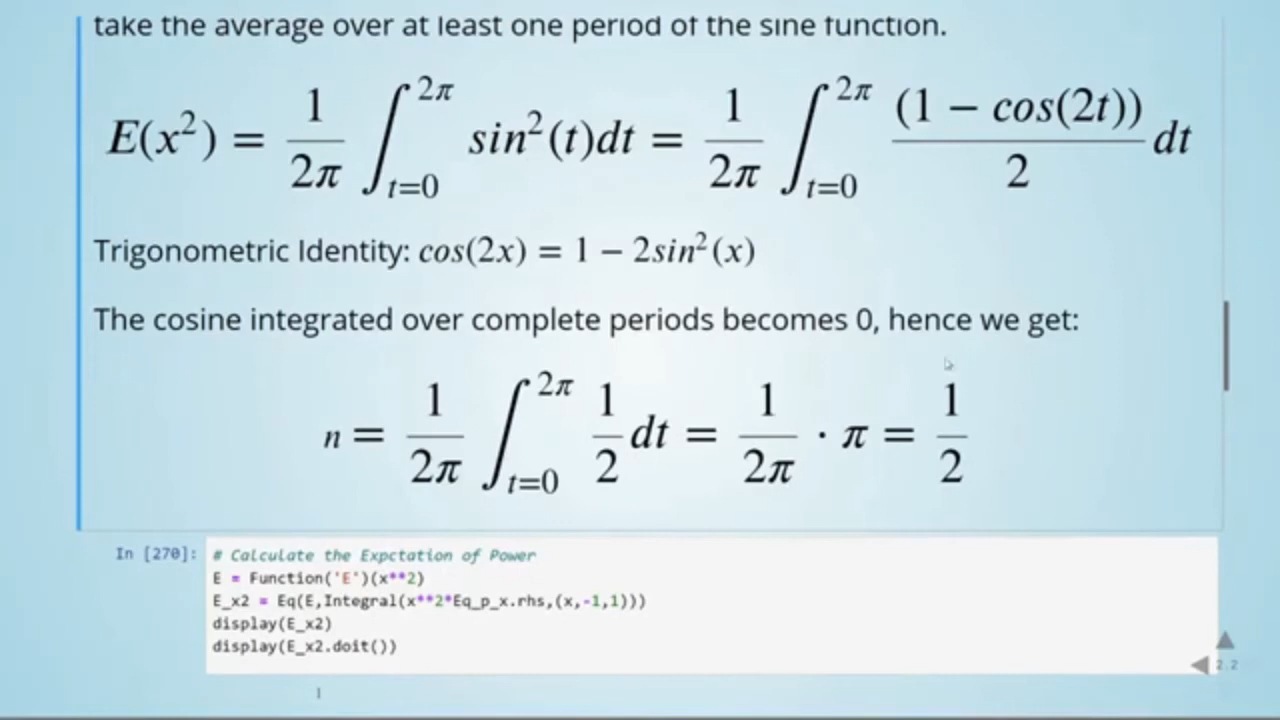 take the average over at least one period of the sine function.
E(x²) = 1/2π ∫_{t=0}^{2π} sin²(t)dt = 1/2π ∫_{t=0}^{2π} (1 − cos(2t))/2 dt
Trigonometric Identity: cos(2x) = 1 − 2sin²(x)
The cosine integrated over complete periods becomes 0, hence we get:
n = 1/2π ∫_{t=0}^{2π} 1/2 dt = 1/2π · π = 1/2
In [270]: # Calculate the Expctation of Power
E = Function('E')(x**2)
E_x2 = Eq(E,Integral(x**2*Eq_p_x.rhs,(x,-1,1)))
display(E_x2)
display(E_x2.doit())
2.2